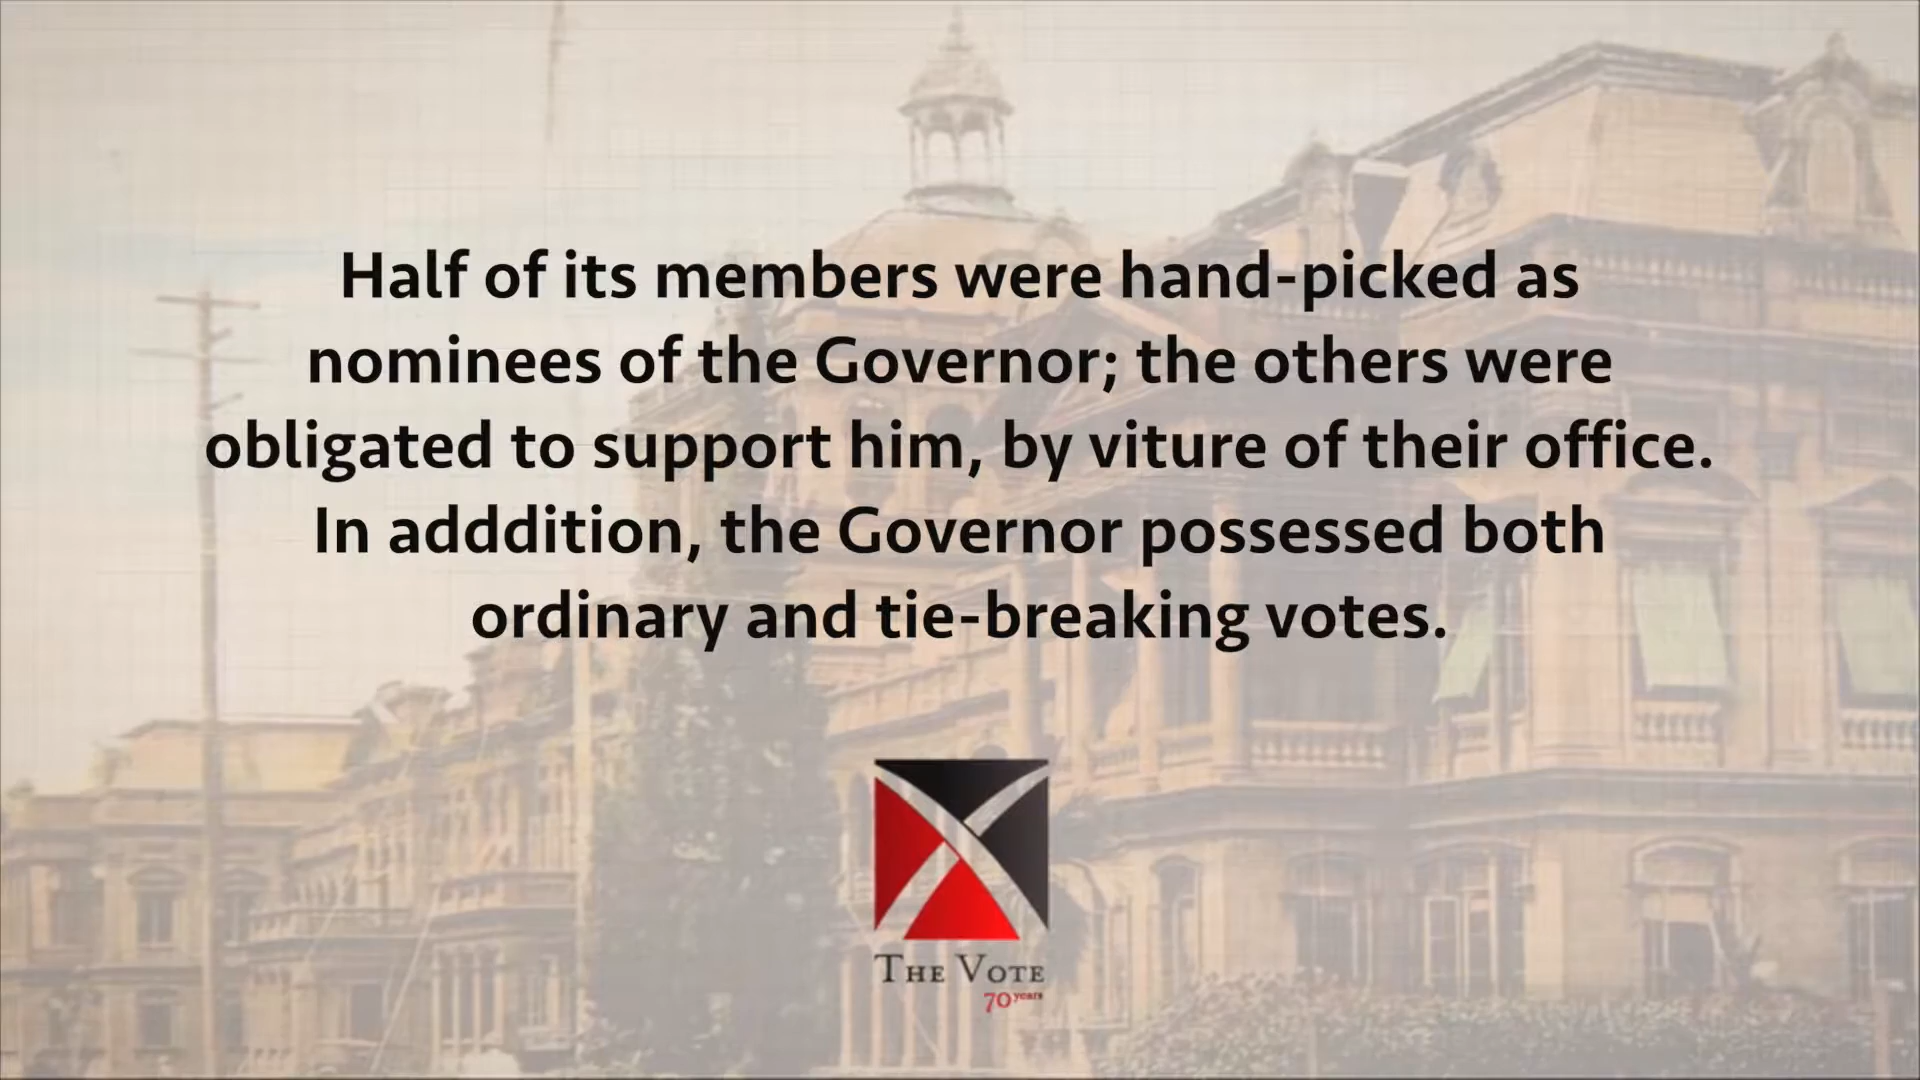 Half of its members were hand-picked as
nominees of the Governor; the others were
obligated to support him, by viture of their office.
In adddition, the Governor possessed both
ordinary and tie-breaking votes.
THE VOTE
70 years